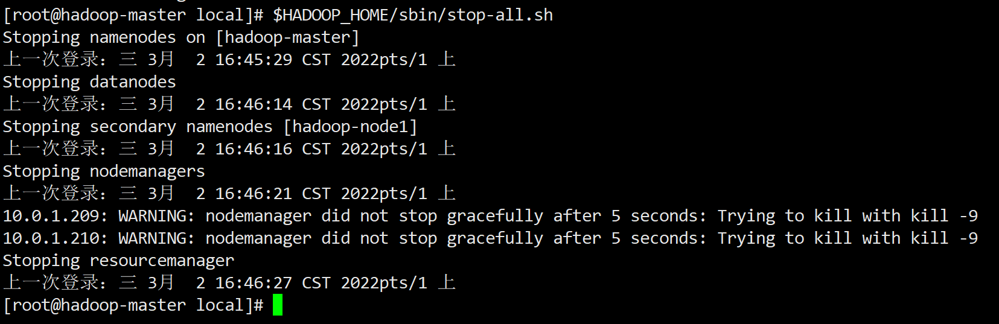 [root@hadoop-master local]# $HADOOP_HOME/sbin/stop-all.sh
Stopping namenodes on [hadoop-master]
上一次登录：三 3月  2 16:45:29 CST 2022pts/1 上
Stopping datanodes
上一次登录：三 3月  2 16:46:14 CST 2022pts/1 上
Stopping secondary namenodes [hadoop-node1]
上一次登录：三 3月  2 16:46:16 CST 2022pts/1 上
Stopping nodemanagers
上一次登录：三 3月  2 16:46:21 CST 2022pts/1 上
10.0.1.209: WARNING: nodemanager did not stop gracefully after 5 seconds: Trying to kill with kill -9
10.0.1.210: WARNING: nodemanager did not stop gracefully after 5 seconds: Trying to kill with kill -9
Stopping resourcemanager
上一次登录：三 3月  2 16:46:27 CST 2022pts/1 上
[root@hadoop-master local]#